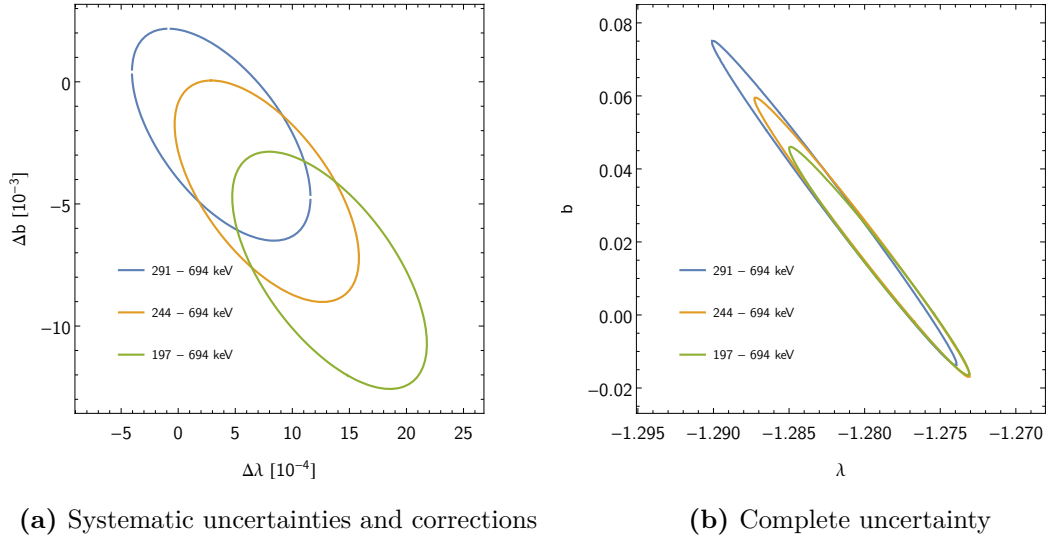 0
−5
−10
Δb [10⁻³]
291 – 694 keV
244 – 694 keV
197 – 694 keV
−5 0 5 10 15 20 25
Δλ [10⁻⁴]
(a) Systematic uncertainties and corrections
0.08
0.06
0.04
0.02
0.00
−0.02
b
291 – 694 keV
244 – 694 keV
197 – 694 keV
−1.295 −1.290 −1.285 −1.280 −1.275 −1.270
λ
(b) Complete uncertainty